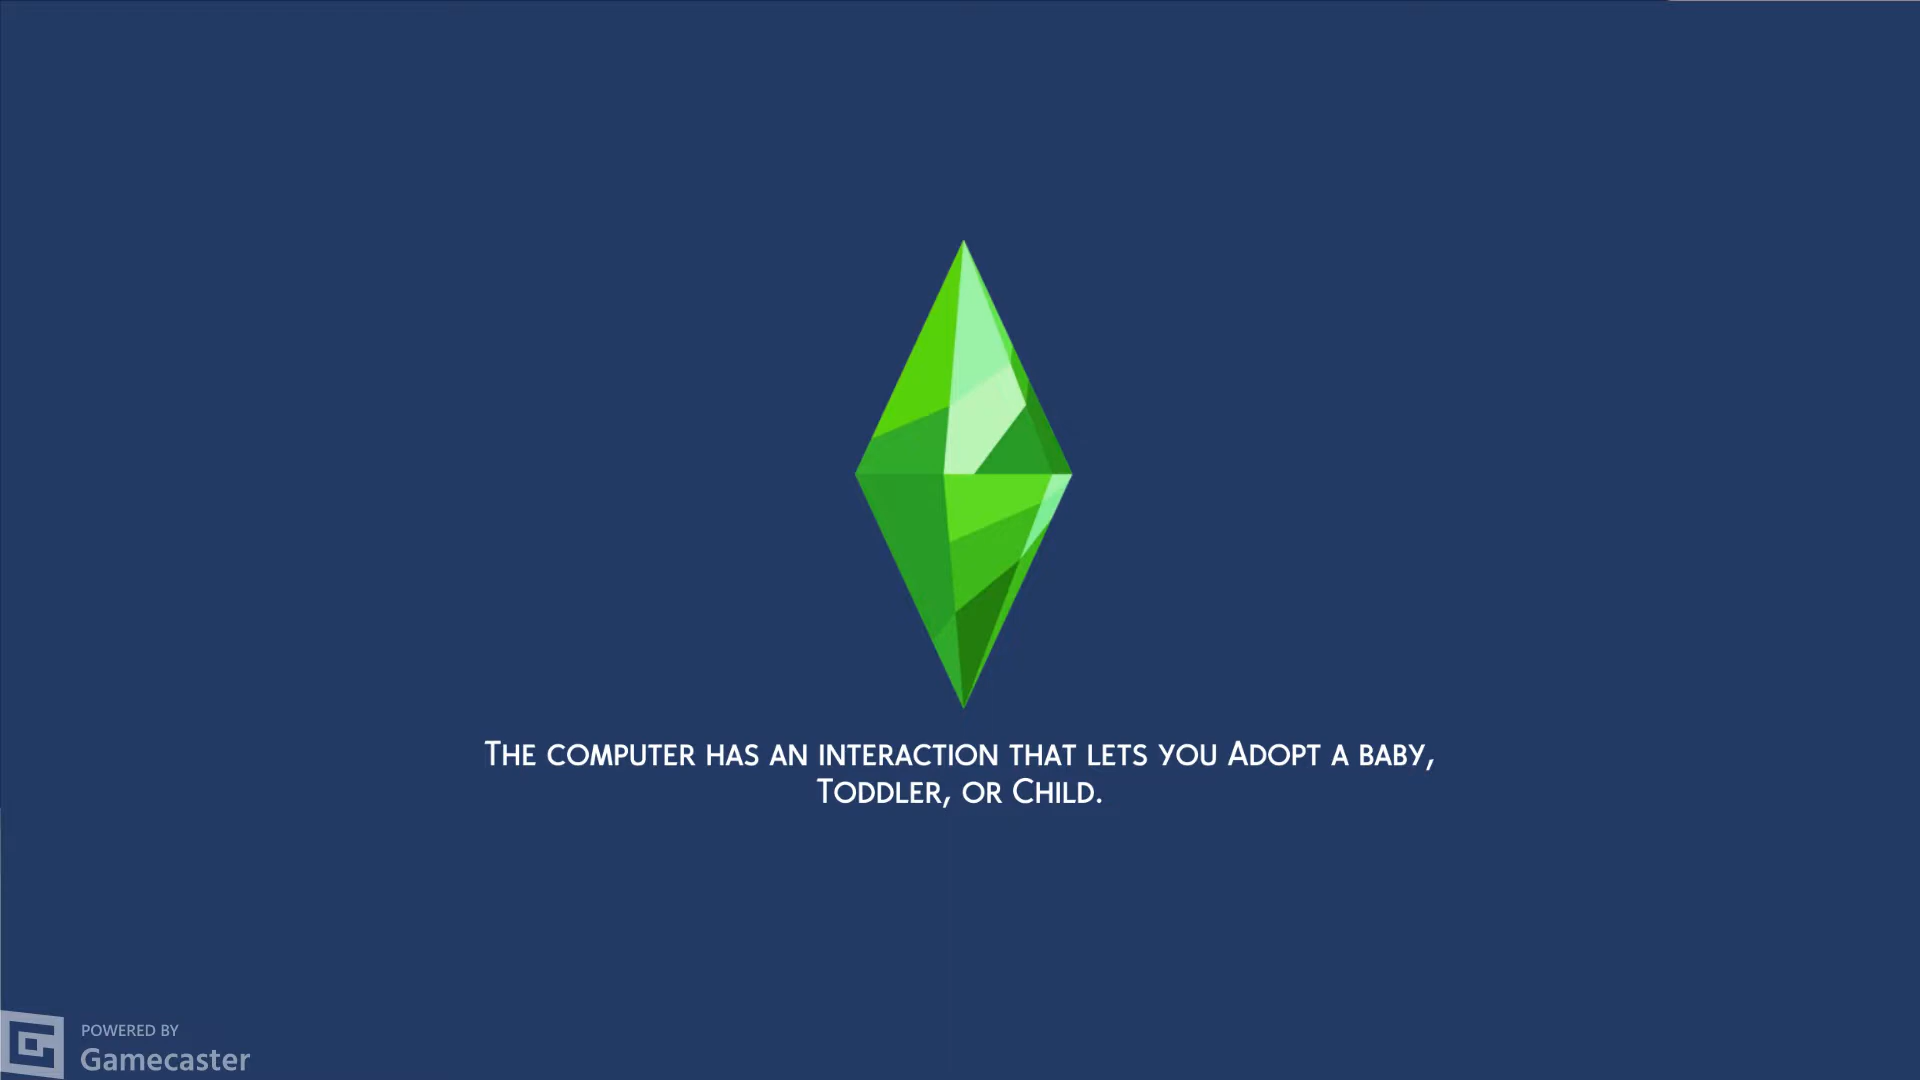 The computer has an interaction that lets you Adopt a baby,
Toddler, or Child.
POWERED BY
Gamecaster